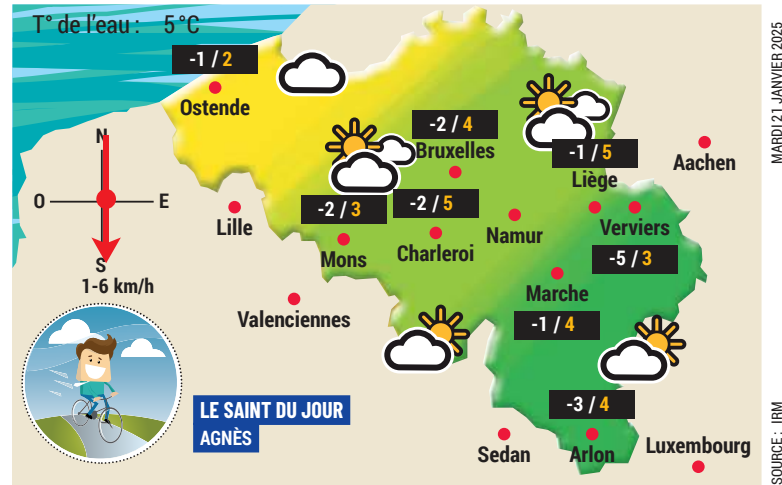 T° de l'eau : 5 °C
-1 / 2
Ostende
-2 / 4
Bruxelles
-1 / 5
Liège
Aachen
N
O
E
S
1-6 km/h
Lille
-2 / 3
Mons
-2 / 5
Charleroi
Namur
Verviers
-5 / 3
Marche
-1 / 4
Valenciennes
LE SAINT DU JOUR
AGNÈS
-3 / 4
Sedan
Arlon
Luxembourg
MARDI 21 JANVIER 2025
SOURCE : IRM